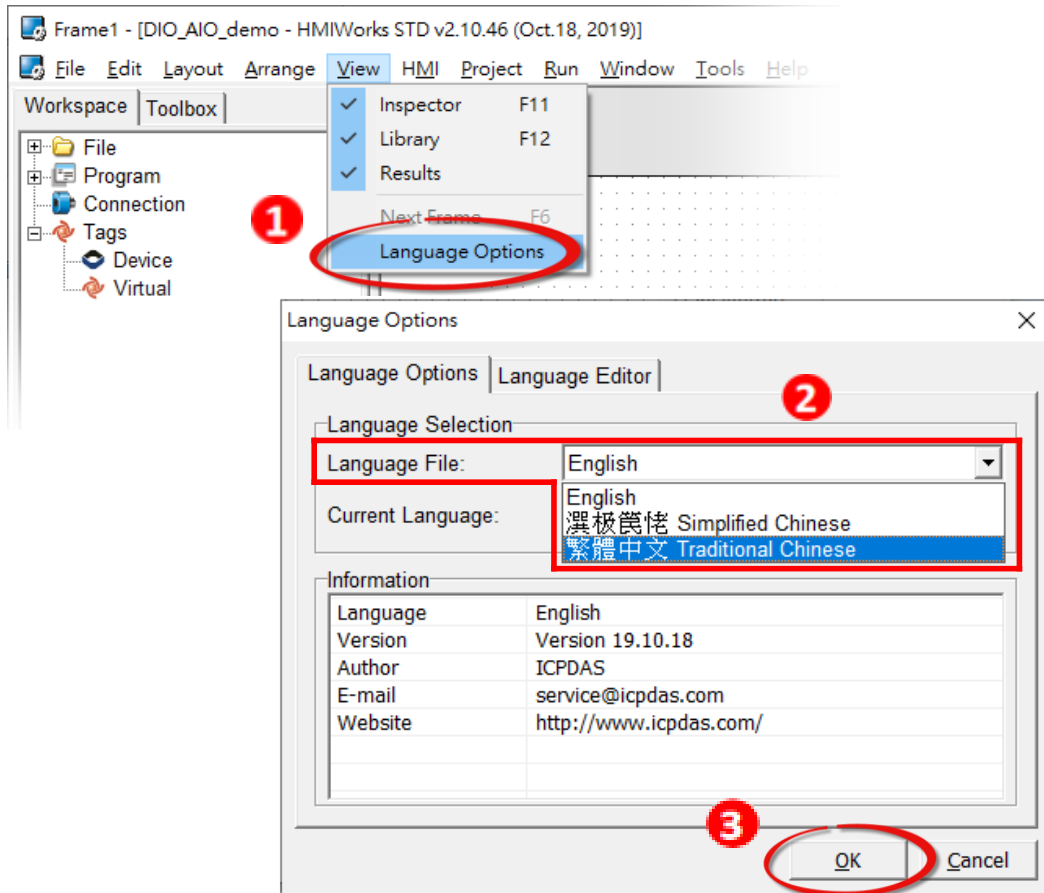 Frame1 - [DIO_AIO_demo - HMIWorks STD v2.10.46 (Oct.18, 2019)]
File Edit Layout Arrange View HMI Project Run Window Tools Help
Workspace Toolbox
Inspector F11
Library F12
Results
Next Frame F6
Language Options
File
Program
Connection
Tags
Device
Virtual
1
Language Options
Language Options Language Editor
2
Language Selection
Language File: English
English
Current Language:
潠极笢恅 Simplified Chinese
繁體中文 Traditional Chinese
Information
Language English
Version Version 19.10.18
Author ICPDAS
E-mail service@icpdas.com
Website http://www.icpdas.com/
3
OK Cancel